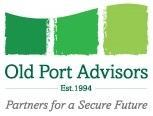 Old Port Advisors
Est.1994
Partners for a Secure Future